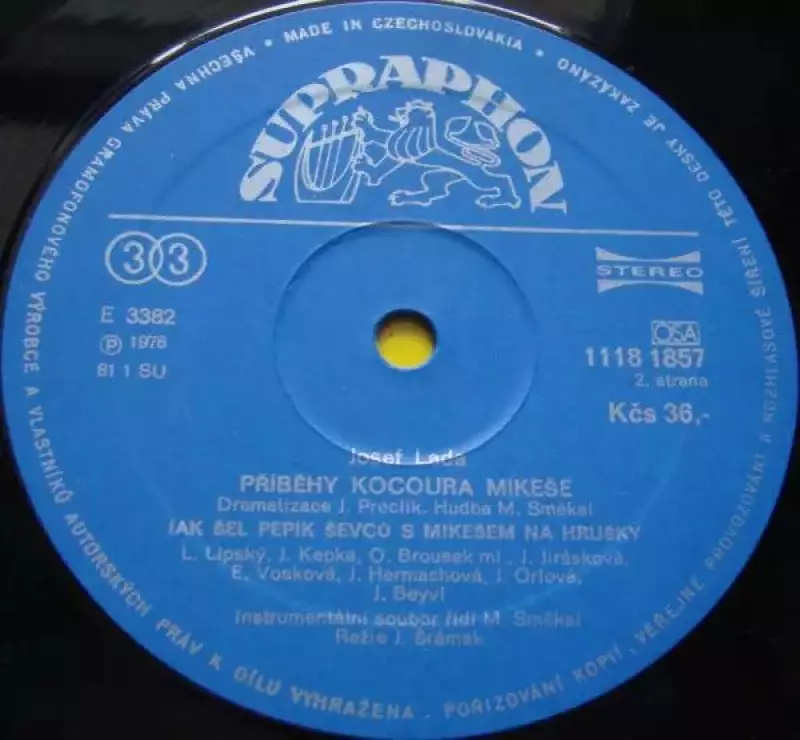 VŠECHNA PRÁVA GRAMOFONOVÉHO VÝROBCE A VLASTNÍKŮ AUTORSKÝCH PRÁV K DÍLU VYHRAŽENA. POŘIZOVÁNÍ KOPIÍ, VEŘEJNÉ PROVOZOVÁNÍ A ROZHLASOVÉ ŠÍŘENÍ TÉTO DESKY JE ZAKÁZÁNO
• MADE IN CZECHOSLOVAKIA •
SUPRAPHON
33
STEREO
E 3382
Ⓟ 1976
81 1 SU
OSA
1118 1857
2. strana
Kčs 36,-
Josef Lada
PŘÍBĚHY KOCOURA MIKEŠE
Dramatizace J. Preclík. Hudba M. Smékal
JAK ŠEL PEPÍK ŠEVCŮ S MIKEŠEM NA HRUŠKY
L. Lipský, J. Kepka, O. Brousek ml., J. Jirásková,
E. Vosková, J. Hermachová, J. Orlová,
J. Beyvl
Instrumentální soubor řídí M. Smékal
Režie J. Šrámek